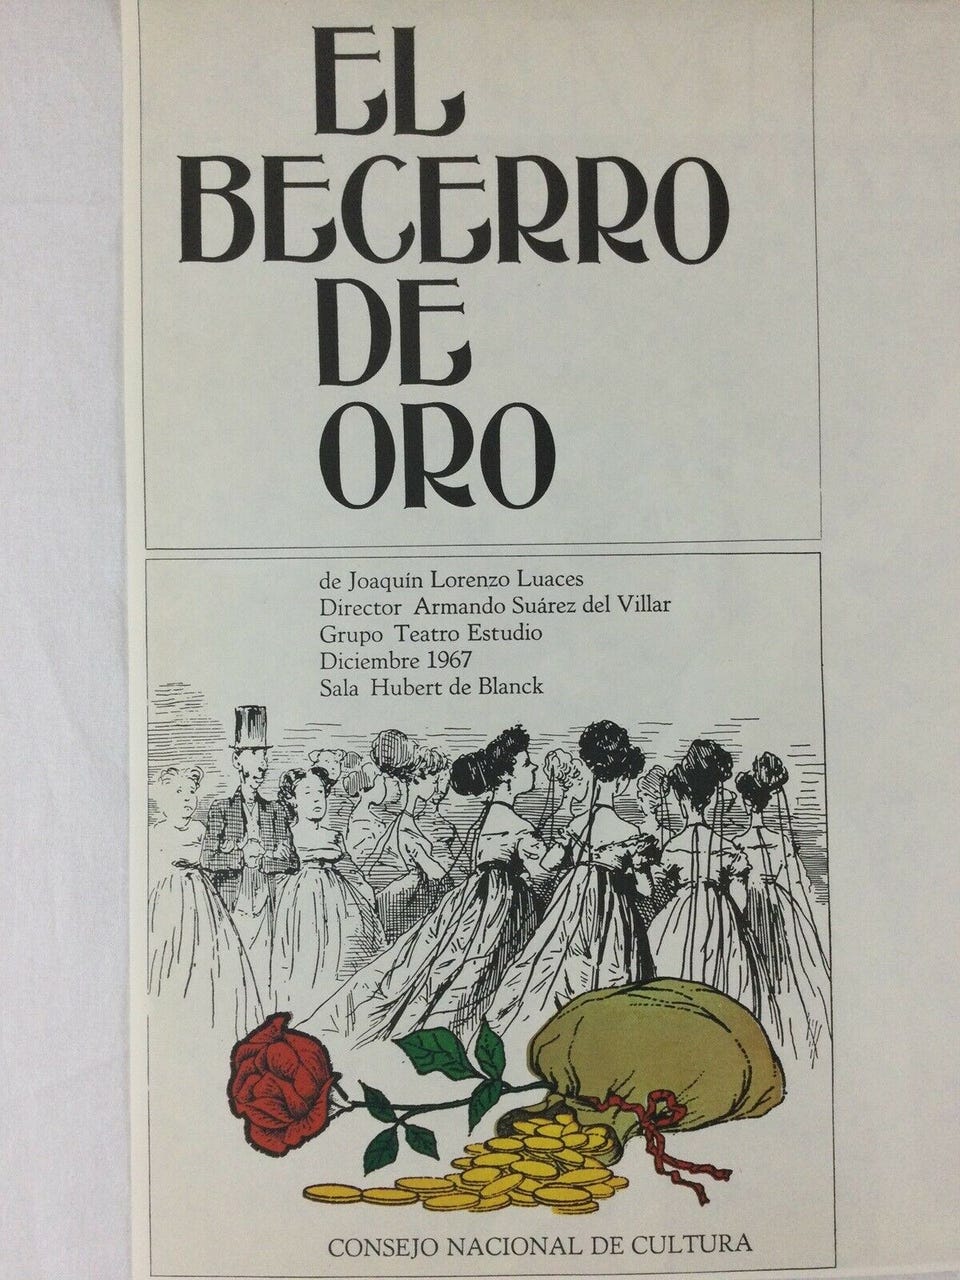 EL
BECERRO
DE
ORO
de Joaquín Lorenzo Luaces
Director Armando Suárez del Villar
Grupo Teatro Estudio
Diciembre 1967
Sala Hubert de Blanck
CONSEJO NACIONAL DE CULTURA